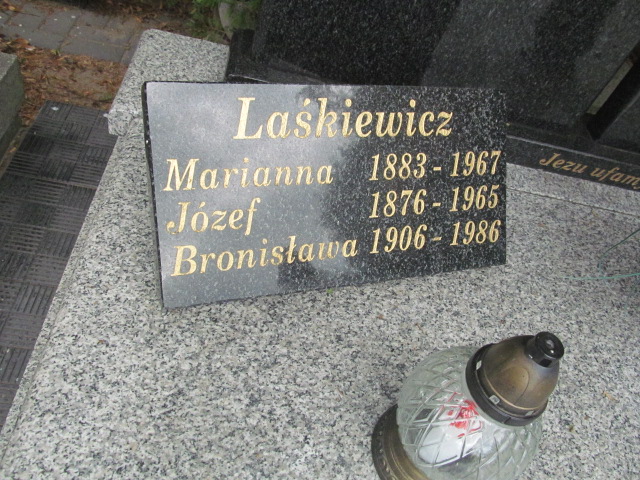 Laśkiewicz
Marianna 1883 - 1967
Józef 1876 - 1965
Bronisława 1906 - 1986
Jezu ufam